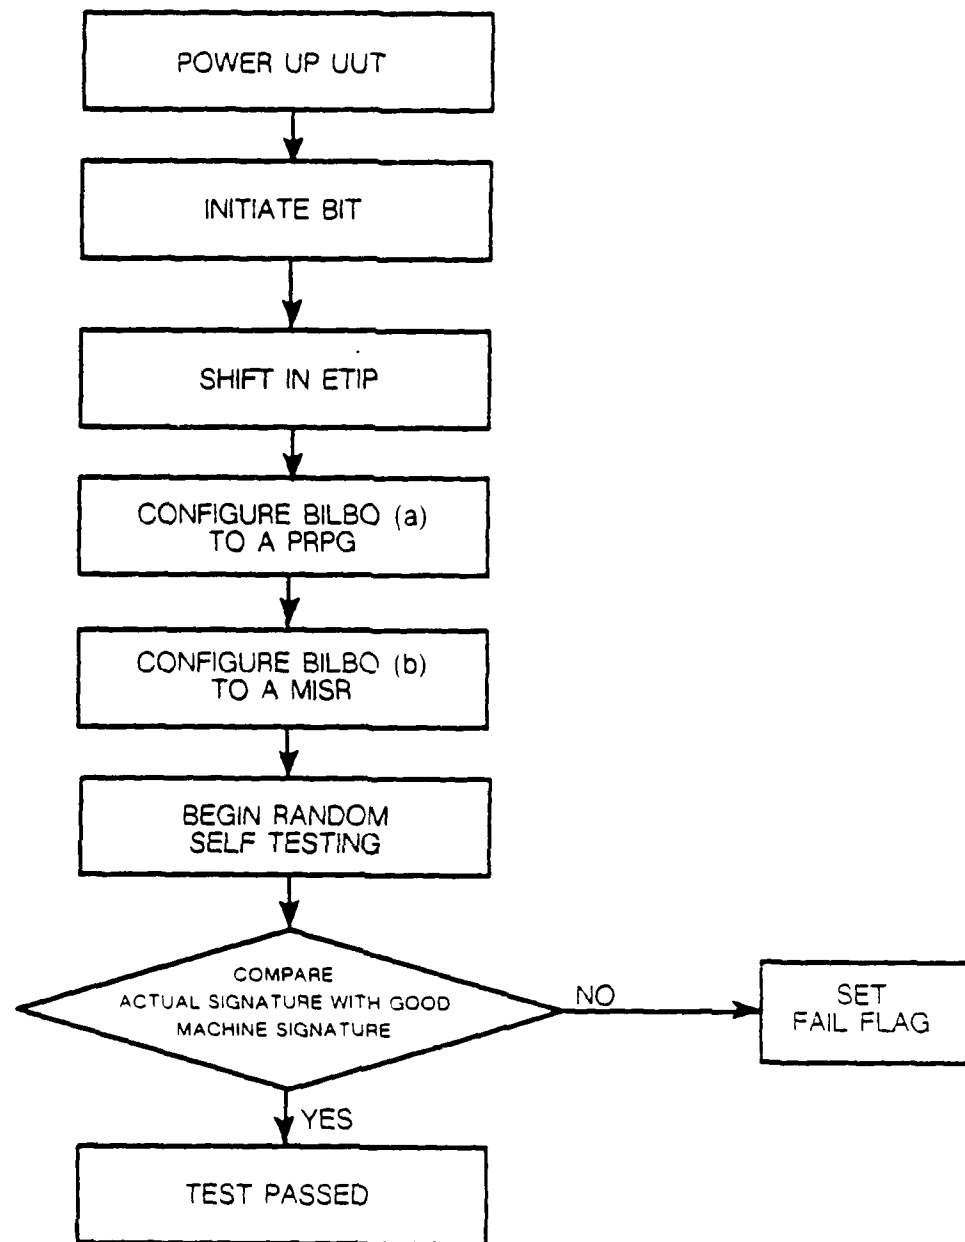 POWER UP UUT
INITIATE BIT
SHIFT IN ETIP
CONFIGURE BILBO (a)
TO A PRPG
CONFIGURE BILBO (b)
TO A MISR
BEGIN RANDOM
SELF TESTING
COMPARE
ACTUAL SIGNATURE WITH GOOD
MACHINE SIGNATURE
NO
SET
FAIL FLAG
YES
TEST PASSED